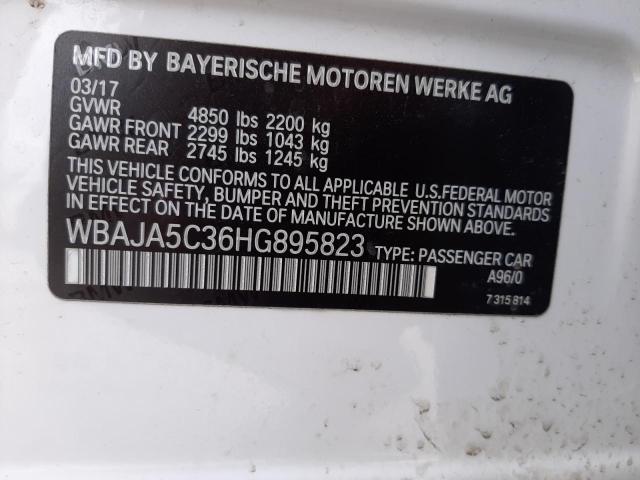 MFD BY BAYERISCHE MOTOREN WERKE AG
03/17
GVWR 4850 lbs 2200 kg
GAWR FRONT 2299 lbs 1043 kg
GAWR REAR 2745 lbs 1245 kg
THIS VEHICLE CONFORMS TO ALL APPLICABLE U.S.FEDERAL MOTOR
VEHICLE SAFETY, BUMPER AND THEFT PREVENTION STANDARDS
IN EFFECT ON THE DATE OF MANUFACTURE SHOWN ABOVE.
WBAJA5C36HG895823 TYPE: PASSENGER CAR
A96/0
7 315 814